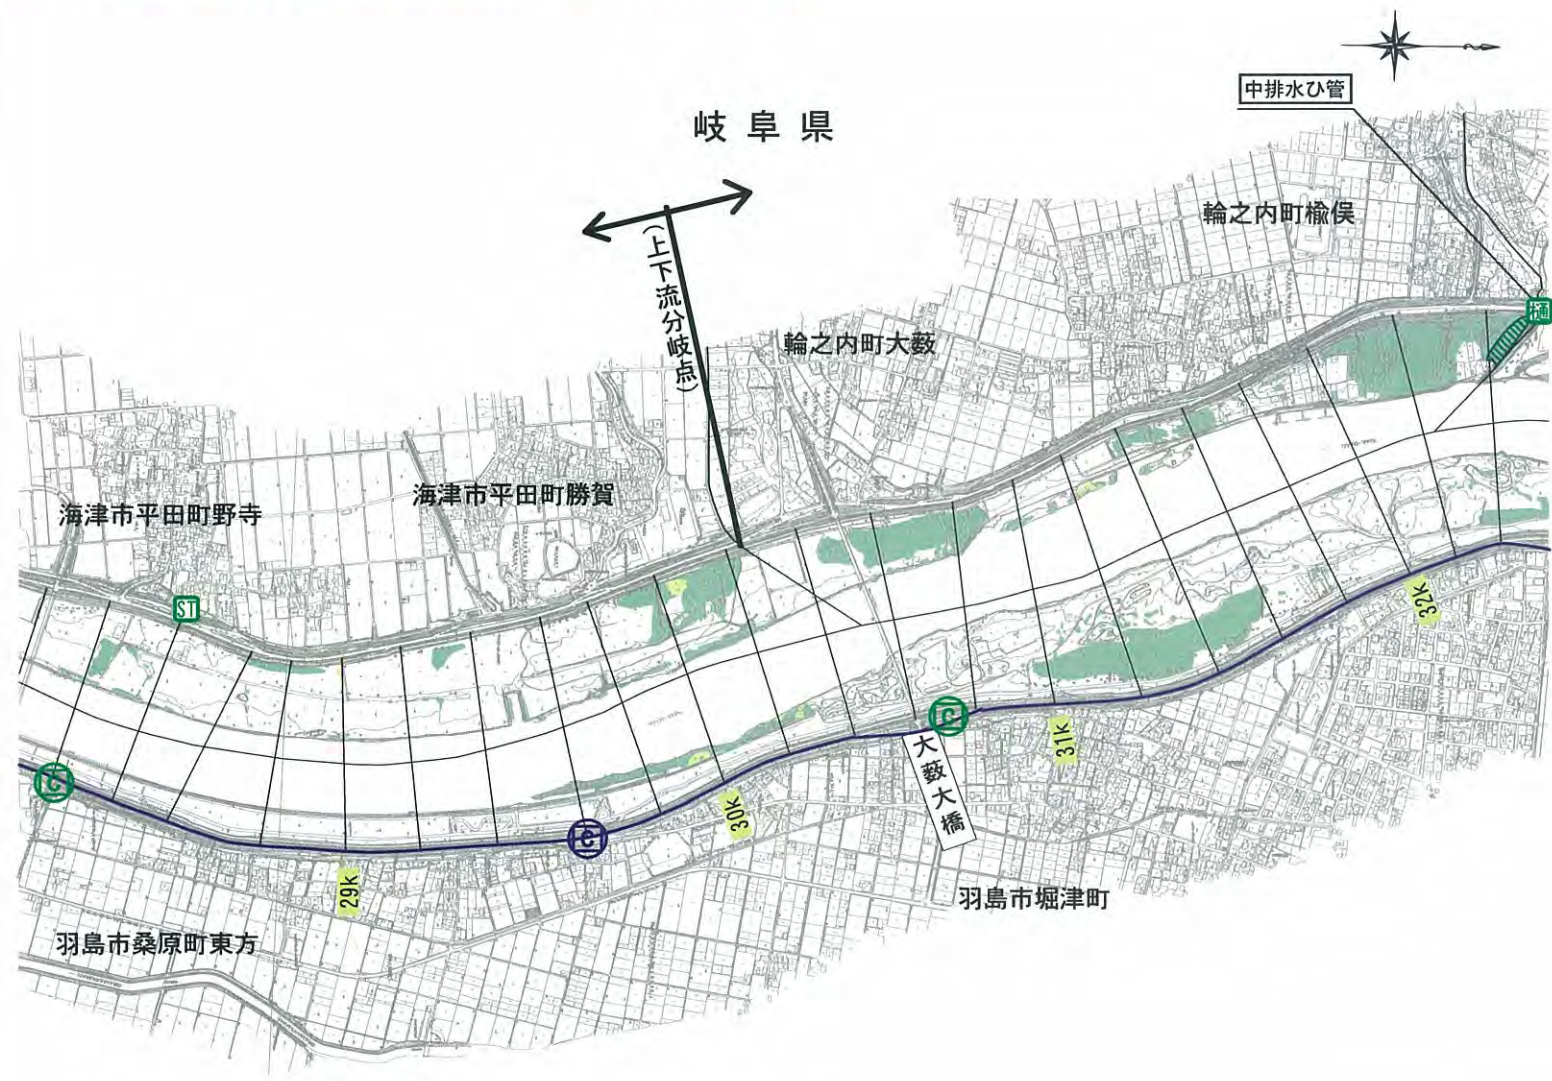 中排水ひ管
岐阜県
輪之内町楡俣
(上下流分岐点)
樋
輪之内町大薮
海津市平田町勝賀
海津市平田町野寺
ST
32k
C
31k
C
大薮大橋
30k
C
29k
羽島市堀津町
羽島市桑原町東方